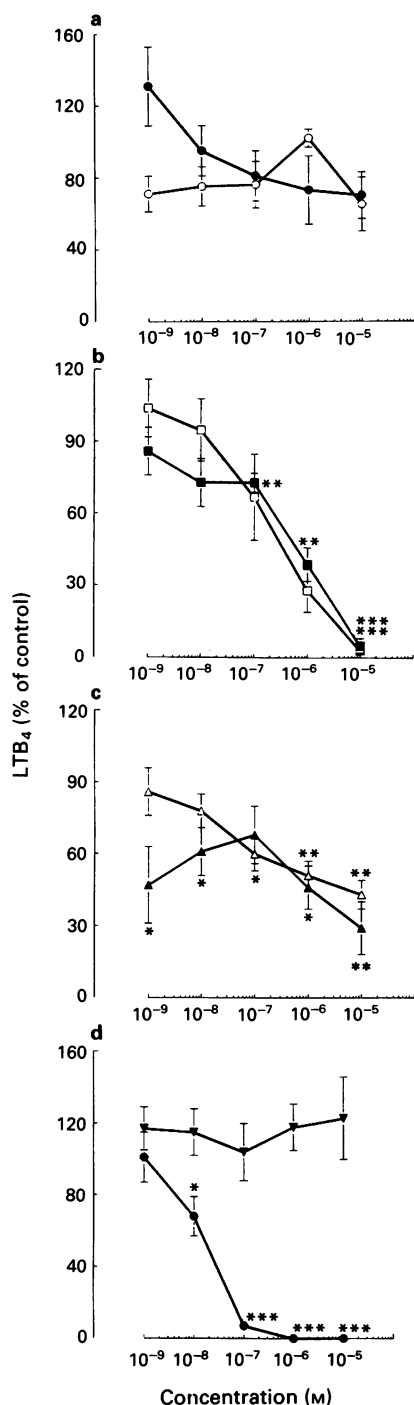 a
160
120
80
40
0
10⁻⁹ 10⁻⁸ 10⁻⁷ 10⁻⁶ 10⁻⁵
b
120
90
60
30
0
**
**
***
***
10⁻⁹ 10⁻⁸ 10⁻⁷ 10⁻⁶ 10⁻⁵
LTB₄ (% of control)
c
120
90
60
30
0
** **
* * * * **
10⁻⁹ 10⁻⁸ 10⁻⁷ 10⁻⁶ 10⁻⁵
d
160
120
80
40
0
*
*** *** ***
10⁻⁹ 10⁻⁸ 10⁻⁷ 10⁻⁶ 10⁻⁵
Concentration (M)